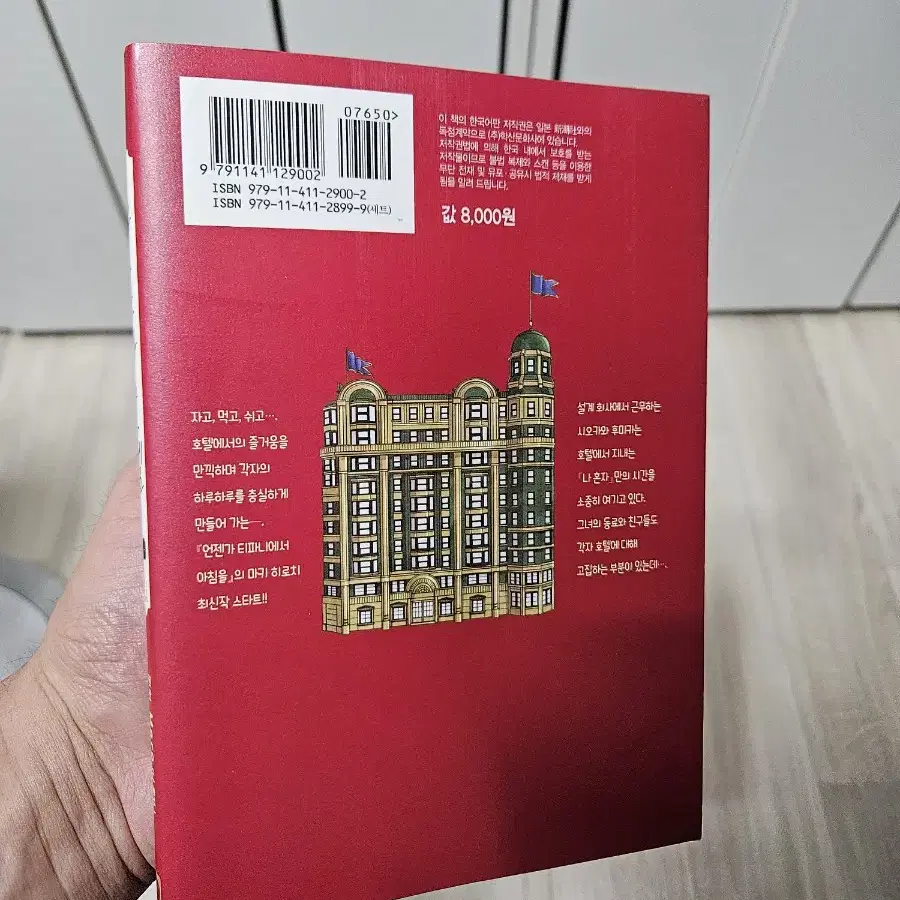 07650>
9 791141 129002
ISBN 979-11-411-2900-2
ISBN 979-11-411-2899-9(세트)
이 책의 한국어판 저작권은 일본 新潮社와의
독점계약으로 (주)학산문화사에 있습니다.
저작권법에 의해 한국 내에서 보호를 받는
저작물이므로 불법 복제와 스캔 등을 이용한
무단 전재 및 유포·공유시 법적 제재를 받게
됨을 알려 드립니다.
값 8,000원
자고, 먹고, 쉬고….
호텔에서의 즐거움을
만끽하며 각자의
하루하루를 충실하게
만들어 가는―.
『언젠가 티파니에서
아침을』의 마키 히로치
최신작 스타트!!
설계 회사에서 근무하는
시오카와 후미카는
호텔에서 지내는
「나 혼자」만의 시간을
소중히 여기고 있다.
그녀의 동료와 친구들도
각자 호텔에 대해
고집하는 부분이 있는데….